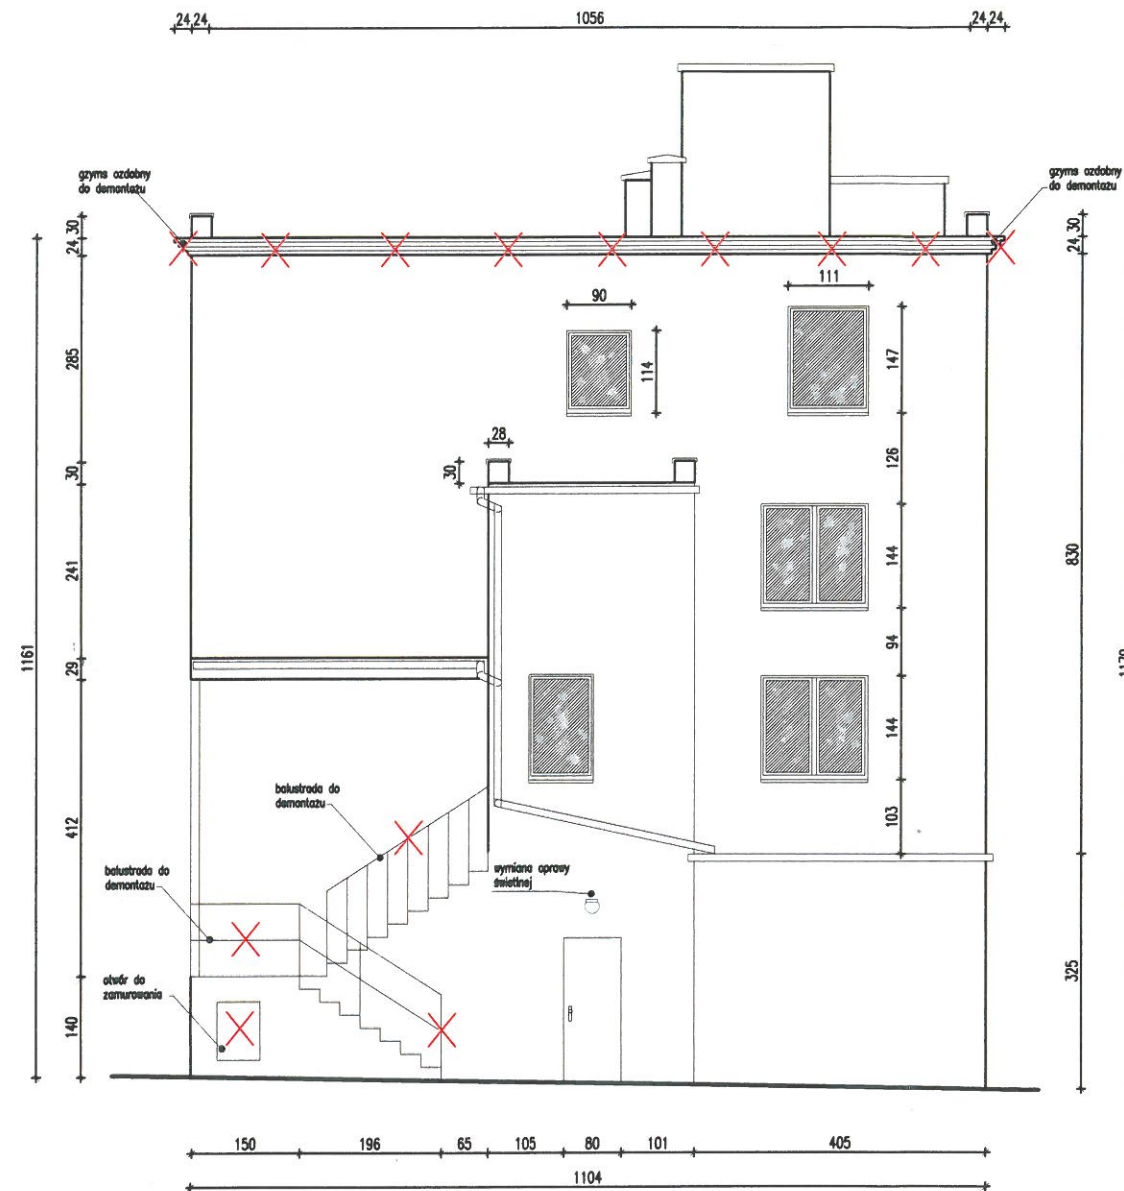 24 24
1056
24 24
gzyms ozdobny
do demontażu
gzyms ozdobny
do demontażu
30
24
30
24
111
90
285
114
147
28
30
30
126
241
144
830
1161
29
94
144
balustrada do
demontażu
412
103
balustrada do
demontażu
wymiana oprawy
świetlnej
otwór do
zamurowania
325
140
150
196
65
105
80
101
405
1104